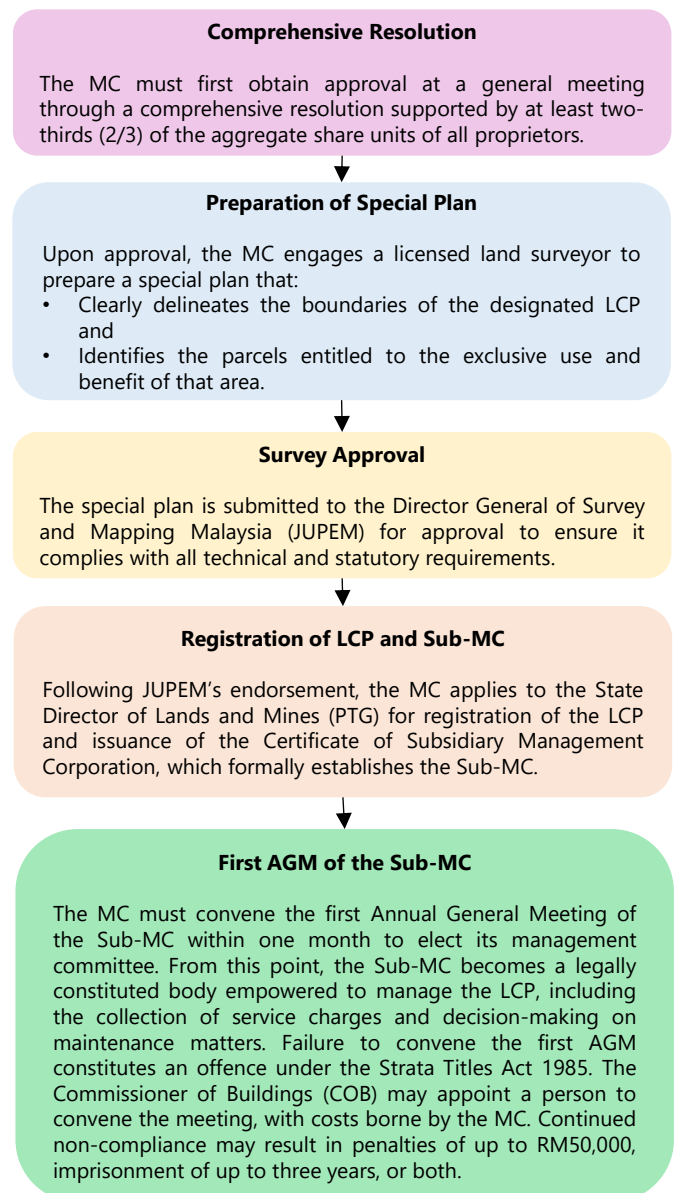 Comprehensive Resolution
The MC must first obtain approval at a general meeting
through a comprehensive resolution supported by at least two-
thirds (2/3) of the aggregate share units of all proprietors.
Preparation of Special Plan
Upon approval, the MC engages a licensed land surveyor to
prepare a special plan that:
• Clearly delineates the boundaries of the designated LCP
and
• Identifies the parcels entitled to the exclusive use and
benefit of that area.
Survey Approval
The special plan is submitted to the Director General of Survey
and Mapping Malaysia (JUPEM) for approval to ensure it
complies with all technical and statutory requirements.
Registration of LCP and Sub-MC
Following JUPEM's endorsement, the MC applies to the State
Director of Lands and Mines (PTG) for registration of the LCP
and issuance of the Certificate of Subsidiary Management
Corporation, which formally establishes the Sub-MC.
First AGM of the Sub-MC
The MC must convene the first Annual General Meeting of
the Sub-MC within one month to elect its management
committee. From this point, the Sub-MC becomes a legally
constituted body empowered to manage the LCP, including
the collection of service charges and decision-making on
maintenance matters. Failure to convene the first AGM
constitutes an offence under the Strata Titles Act 1985. The
Commissioner of Buildings (COB) may appoint a person to
convene the meeting, with costs borne by the MC. Continued
non-compliance may result in penalties of up to RM50,000,
imprisonment of up to three years, or both.